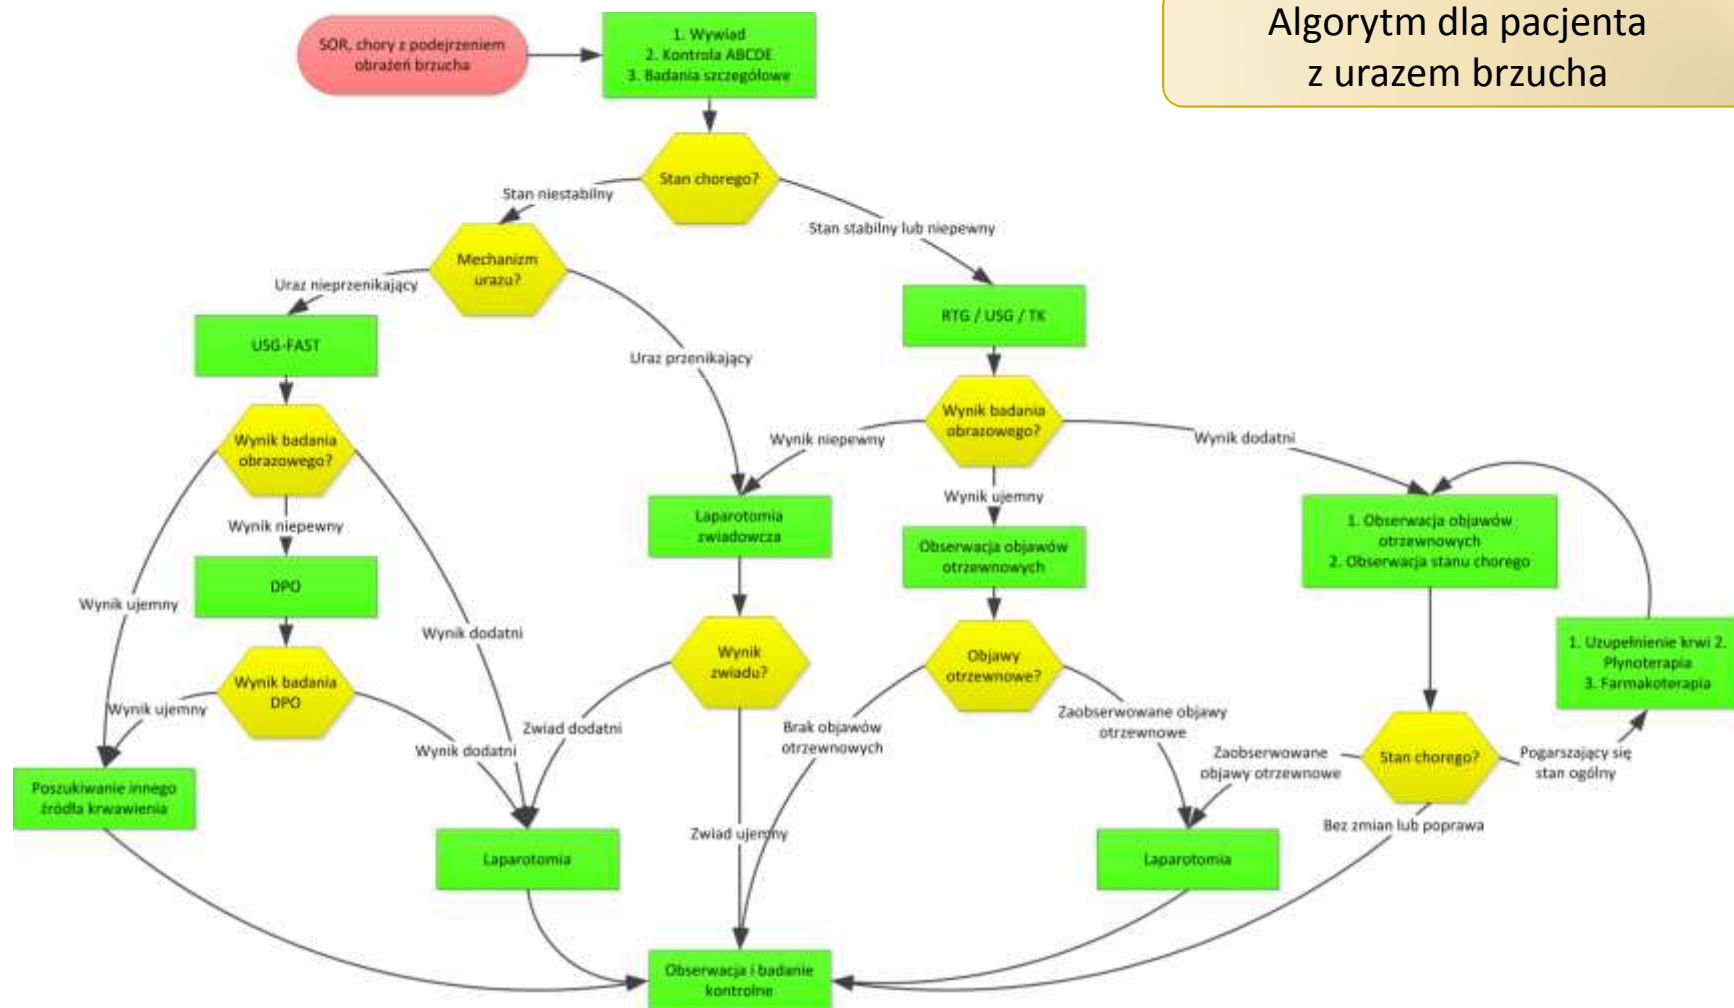 Algorytm dla pacjenta
z urazem brzucha
SOR, chory z podejrzeniem
obrażeń brzucha
1. Wywiad
2. Kontrola ABCDE
3. Badania szczegółowe
Stan chorego?
Stan niestabilny
Stan stabilny lub niepewny
Mechanizm
urazu?
Uraz nieprzenikający
Uraz przenikający
USG-FAST
RTG / USG / TK
Wynik badania
obrazowego?
Wynik badania
obrazowego?
Wynik niepewny
Wynik dodatni
Wynik ujemny
Wynik niepewny
Laparotomia
zwiadowcza
Obserwacja objawów
otrzewnowych
1. Obserwacja objawów
otrzewnowych
2. Obserwacja stanu chorego
DPO
Wynik ujemny
Wynik dodatni
Wynik badania
DPO
Wynik
zwiadu?
Objawy
otrzewnowe?
1. Uzupełnienie krwi 2.
Płynoterapia
3. Farmakoterapia
Wynik ujemny
Wynik dodatni
Zwiad dodatni
Brak objawów
otrzewnowych
Zaobserwowane objawy
otrzewnowe
Zaobserwowane
objawy otrzewnowe
Stan chorego?
Pogarszający się
stan ogólny
Poszukiwanie innego
źródła krwawienia
Zwiad ujemny
Bez zmian lub poprawa
Laparotomia
Laparotomia
Obserwacja i badanie
kontrolne